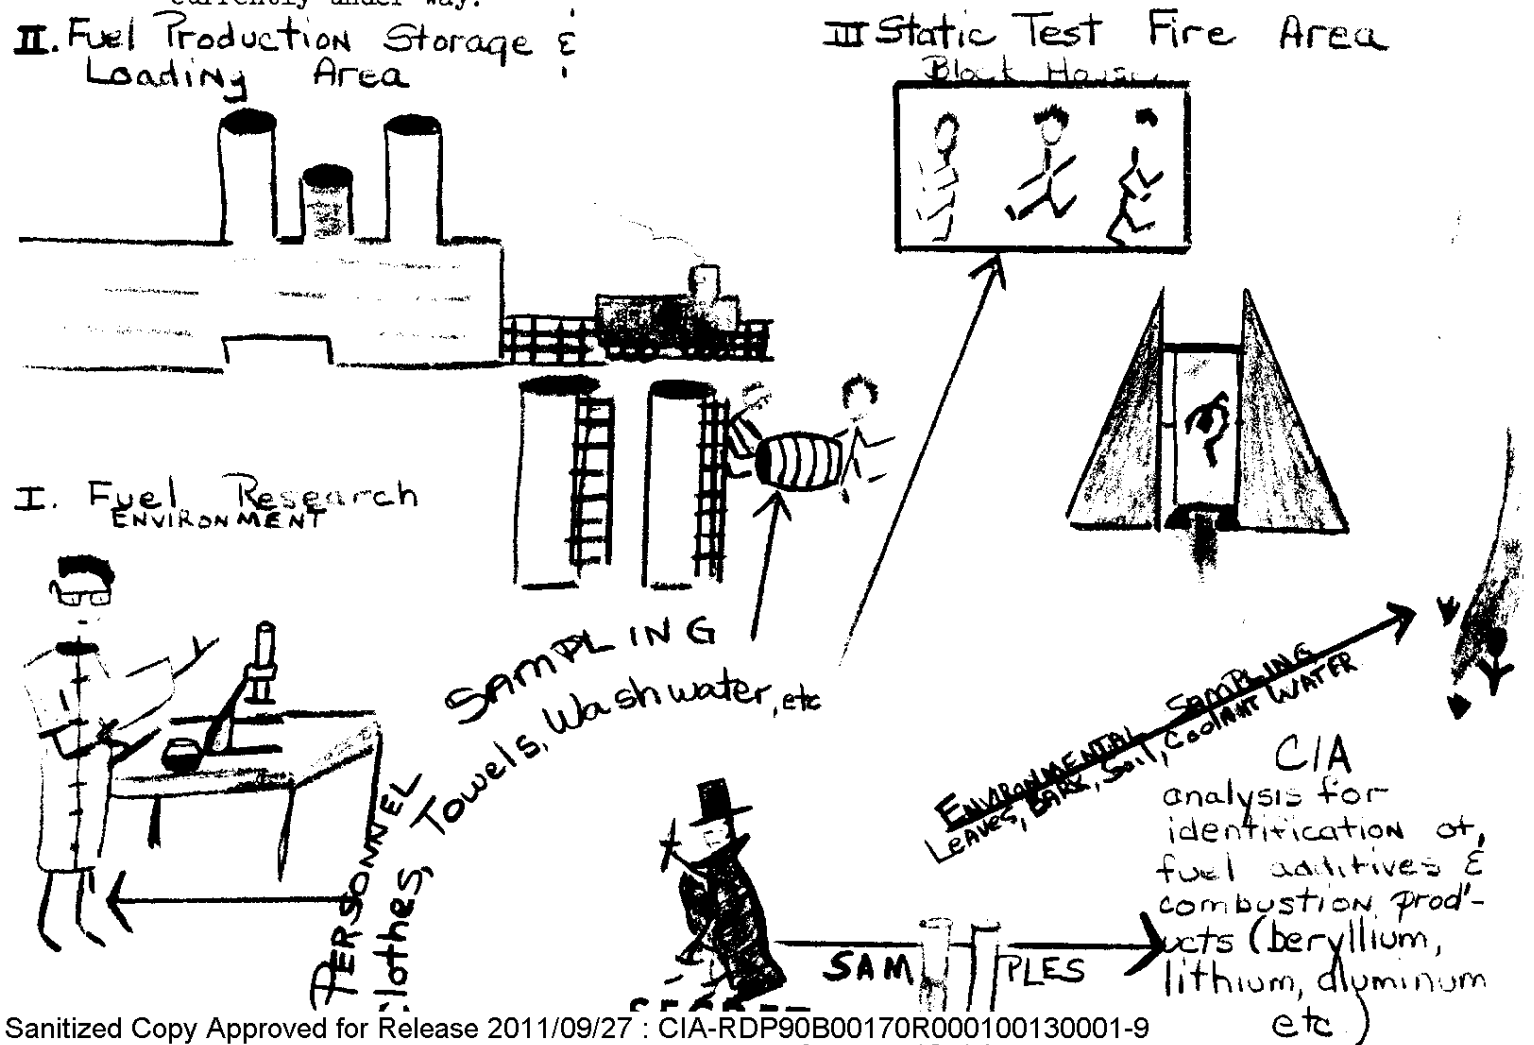 currently under way.
II. Fuel Production Storage &
Loading Area
III Static Test Fire Area
Block House
I. Fuel Research
ENVIRONMENT
SAMPLING
Towels, Washwater, etc
PERSONNEL
Clothes,
ENVIRONMENTAL SAMPLING
Leaves, Bark, Soil, Coolant WATER
CIA
analysis for
identification of,
fuel additives &
combustion prod'-
ucts (beryllium,
lithium, aluminum
etc.)
SAM PLES
SECRET
Sanitized Copy Approved for Release 2011/09/27 : CIA-RDP90B00170R000100130001-9